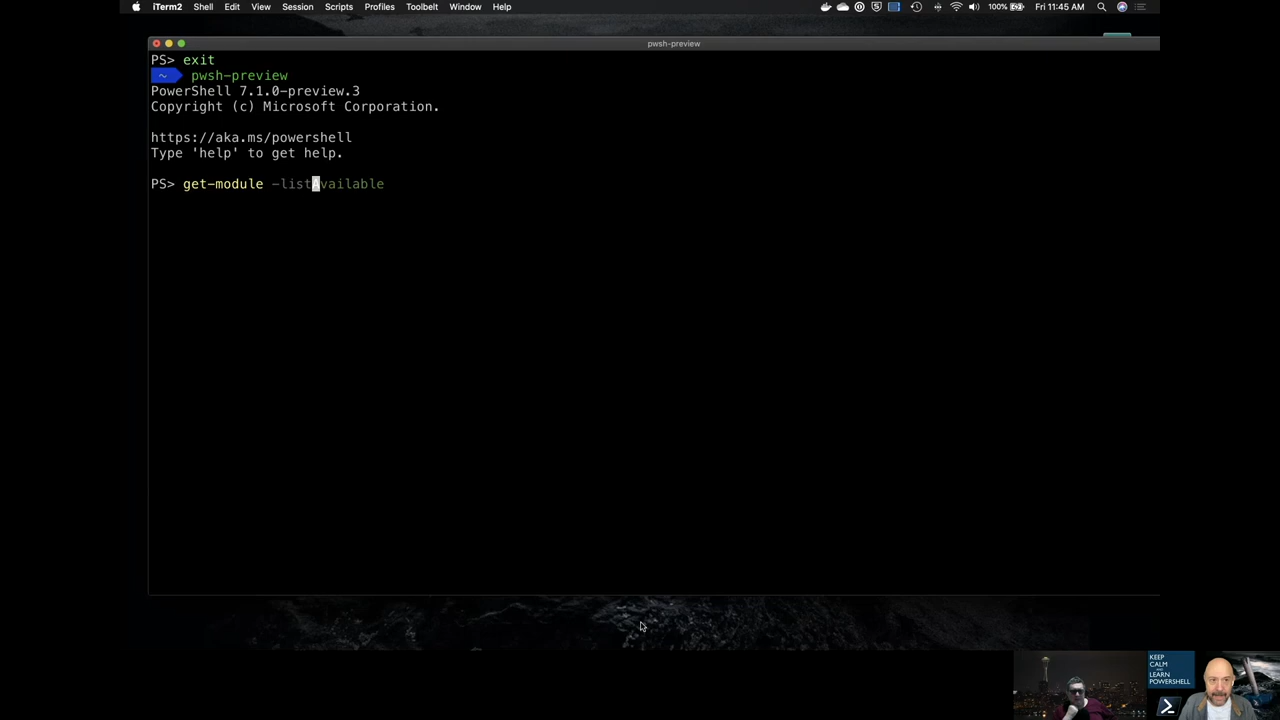 iTerm2 Shell Edit View Session Scripts Profiles Toolbelt Window Help 100% Fri 11:45 AM
pwsh-preview
PS> exit
~ pwsh-preview
PowerShell 7.1.0-preview.3
Copyright (c) Microsoft Corporation.
https://aka.ms/powershell
Type 'help' to get help.
PS> get-module -listAvailable
KEEP
CALM
AND
LEARN
POWERSHELL